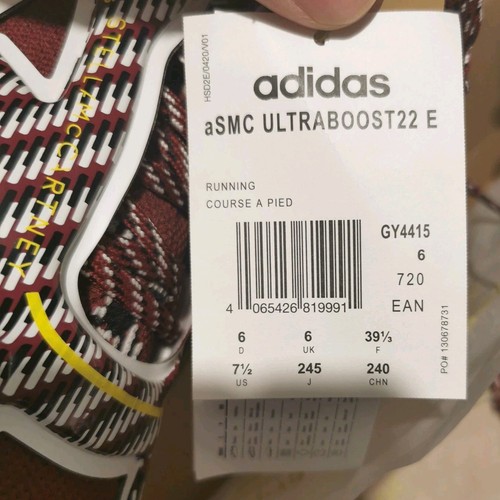 STELLA McCARTNEY
HSD2E/0420/V01
adidas
aSMC ULTRABOOST22 E
RUNNING
COURSE A PIED
GY4415
6
720
EAN
4 065426 819991
6 6 39⅓
D UK F
7½ 245 240
US J CHN
PO# 130678731